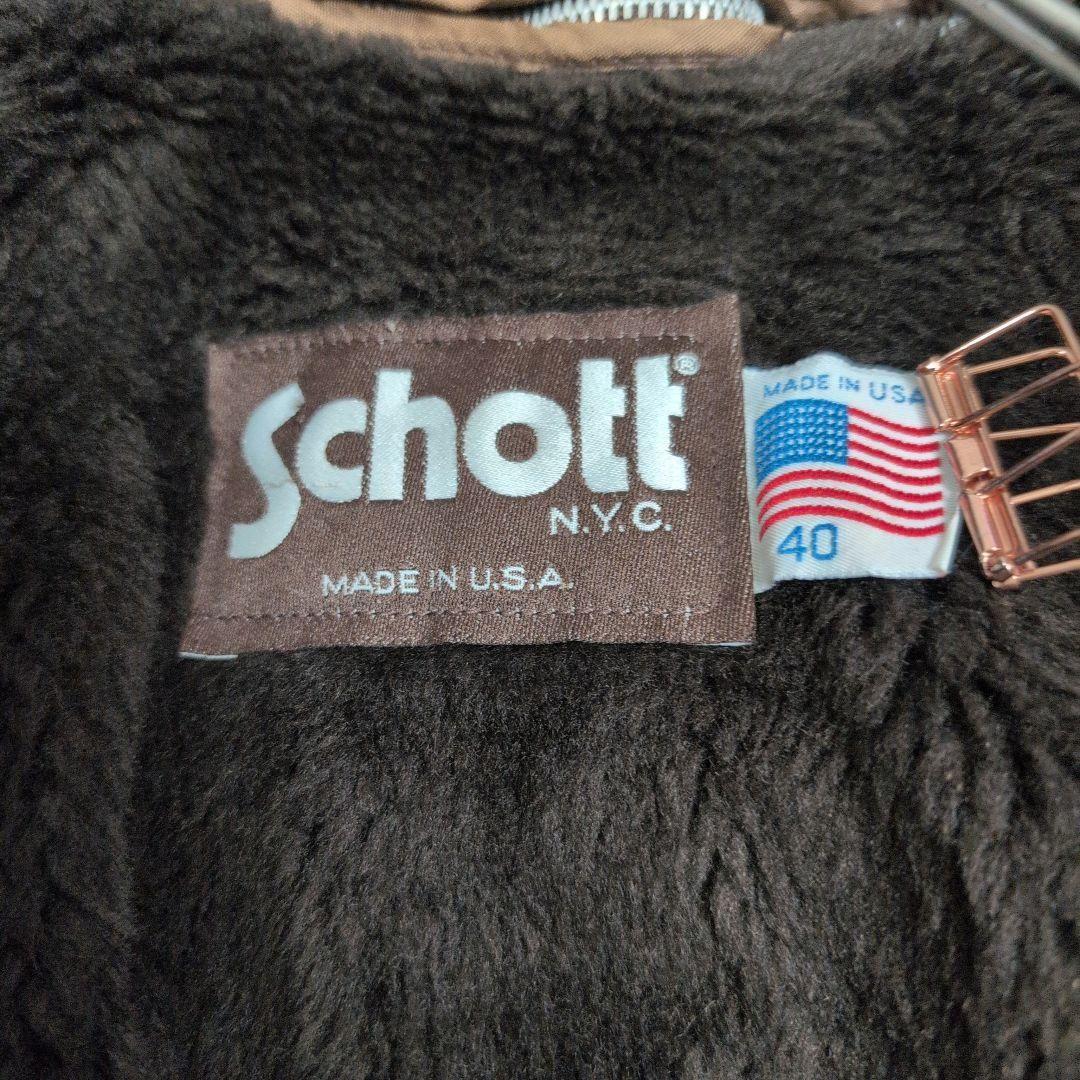 Schott®
N.Y.C.
MADE IN U.S.A.
MADE IN USA
40